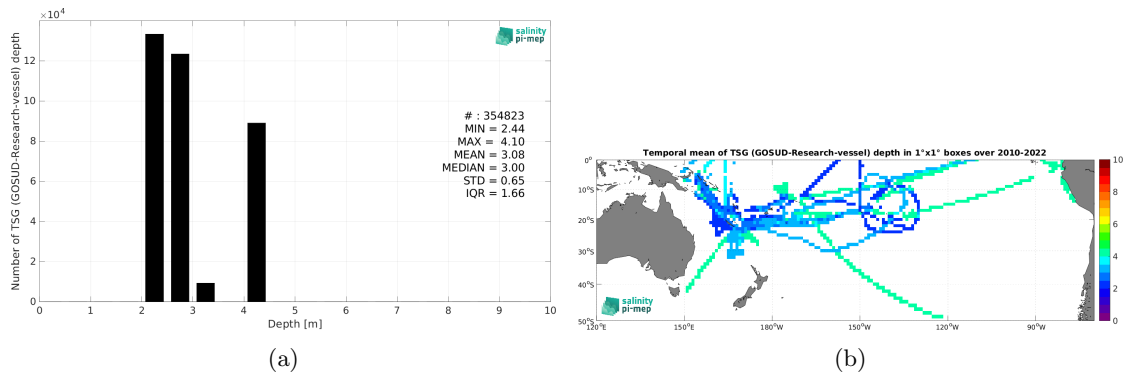 ×10⁴
12
10
8
6
4
2
0
Number of TSG (GOSUD-Research-vessel) depth
0 1 2 3 4 5 6 7 8 9 10
Depth [m]
salinity
pi-mep
# : 354823
MIN = 2.44
MAX = 4.10
MEAN = 3.08
MEDIAN = 3.00
STD = 0.65
IQR = 1.66
(a)
Temporal mean of TSG (GOSUD-Research-vessel) depth in 1°x1° boxes over 2010-2022
0°
10°S
20°S
30°S
40°S
50°S
120°E 150°E 180°W 150°W 120°W 90°W
salinity
pi-mep
10
8
6
4
2
0
(b)